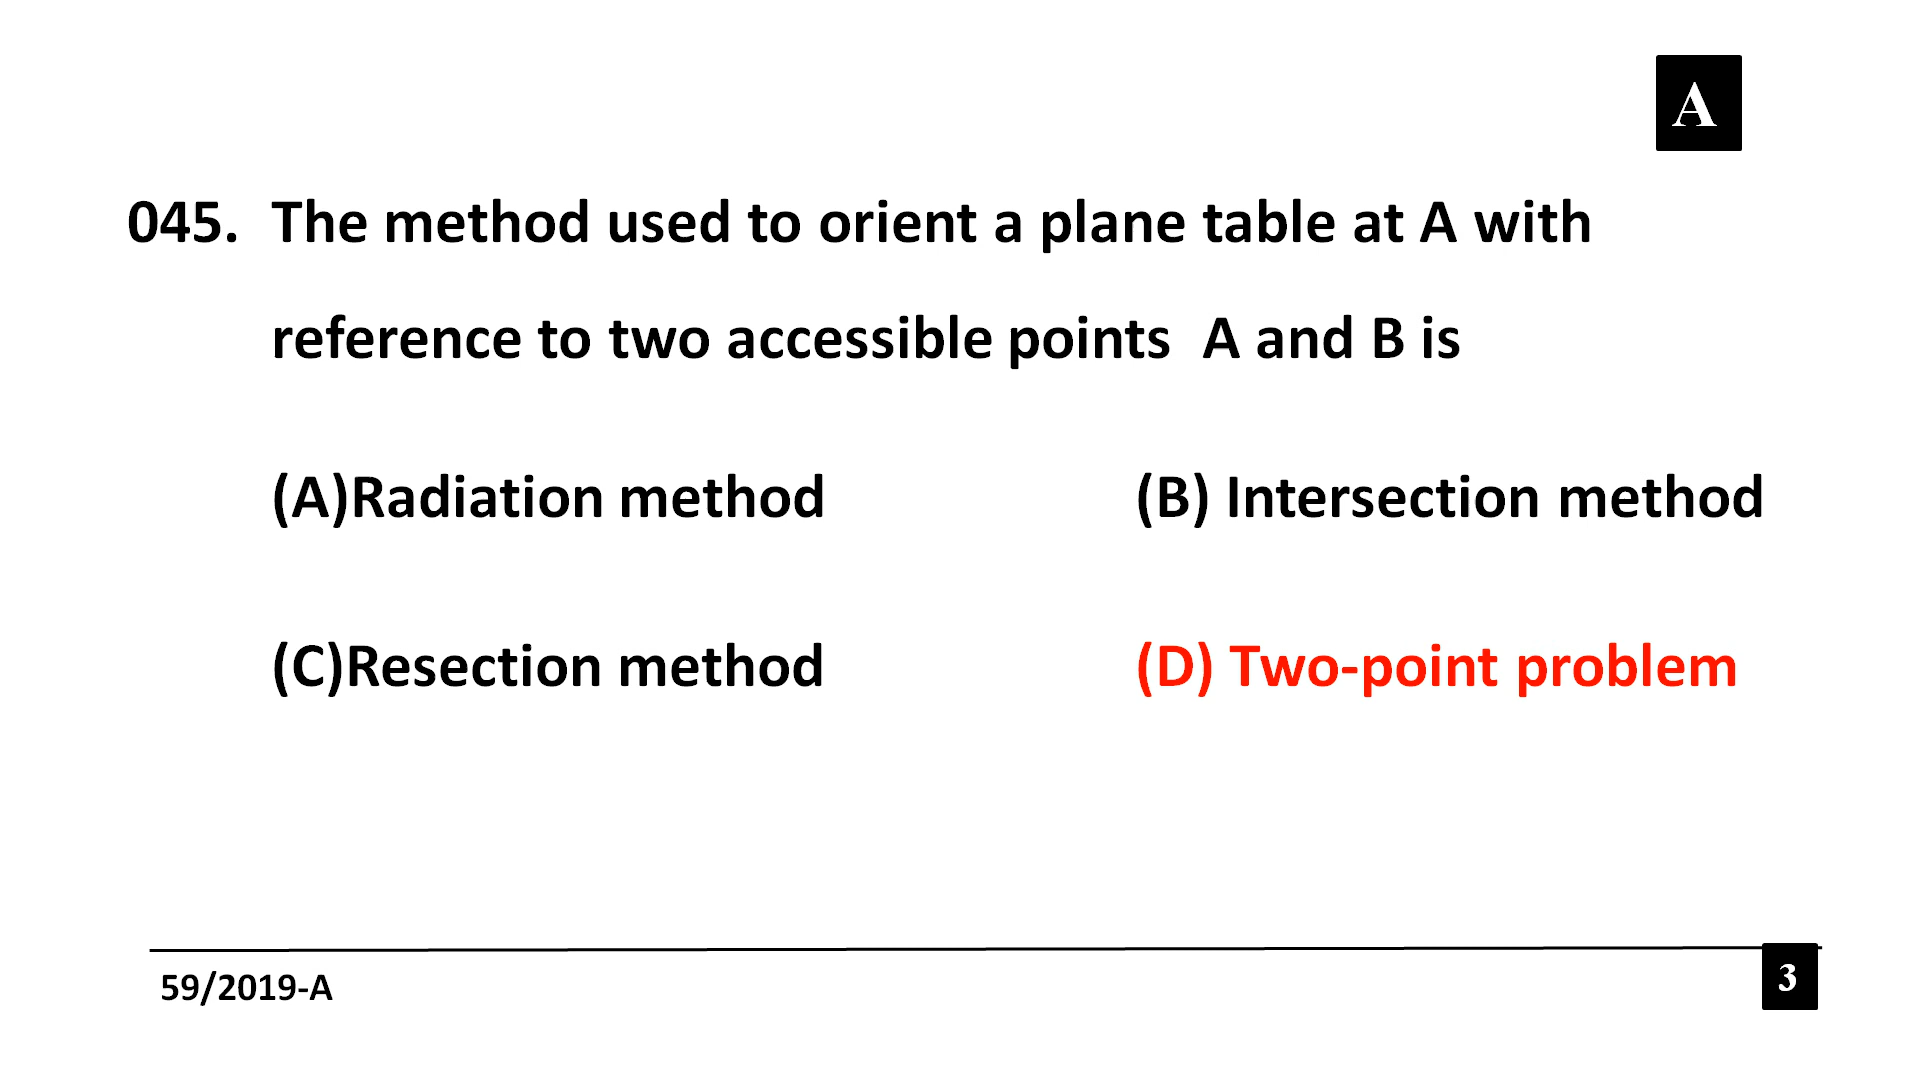 A
045. The method used to orient a plane table at A with
reference to two accessible points A and B is
(A)Radiation method (B) Intersection method
(C)Resection method (D) Two-point problem
59/2019-A 3